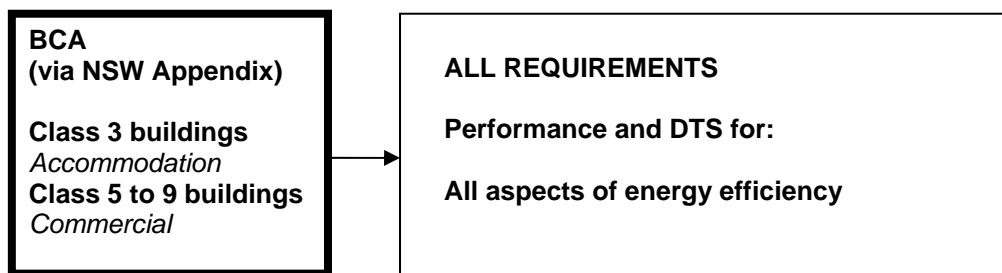 BCA
(via NSW Appendix)
Class 3 buildings
Accommodation
Class 5 to 9 buildings
Commercial
ALL REQUIREMENTS
Performance and DTS for:
All aspects of energy efficiency